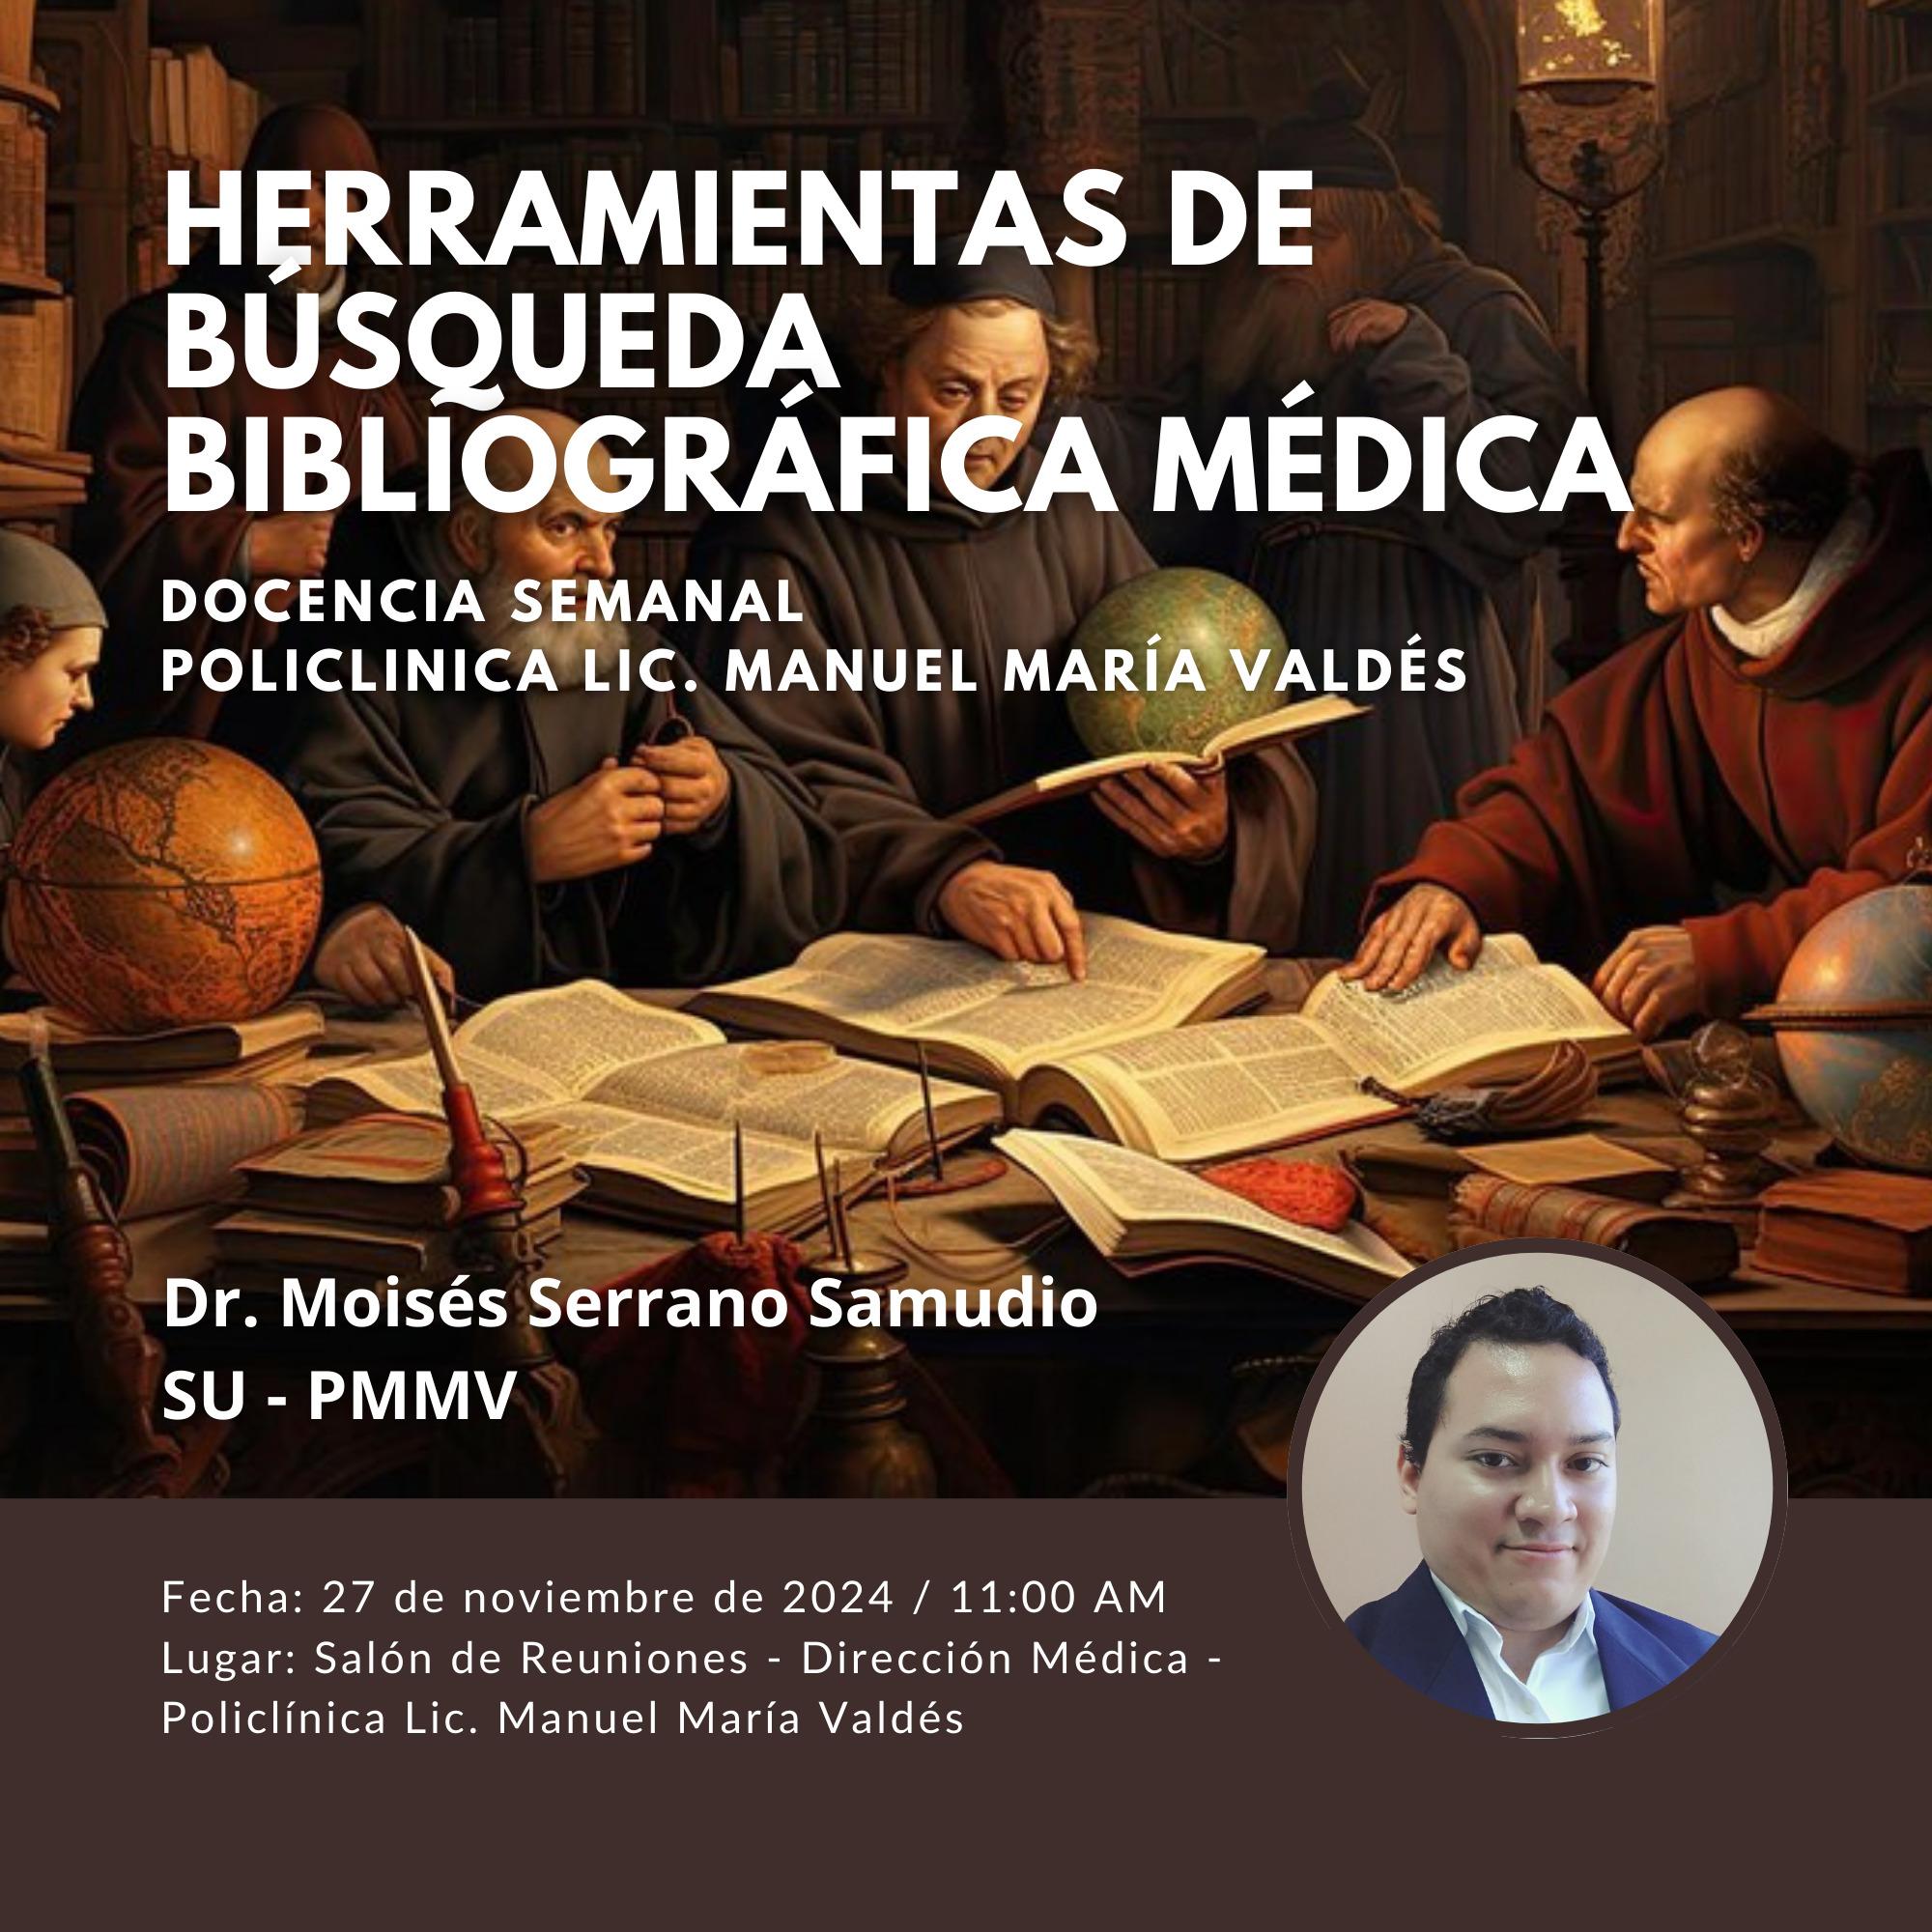 HERRAMIENTAS DE
BÚSQUEDA
BIBLIOGRÁFICA MÉDICA
DOCENCIA SEMANAL
POLICLINICA LIC. MANUEL MARÍA VALDÉS
Dr. Moisés Serrano Samudio
SU - PMMV
Fecha: 27 de noviembre de 2024 / 11:00 AM
Lugar: Salón de Reuniones - Dirección Médica -
Policlínica Lic. Manuel María Valdés